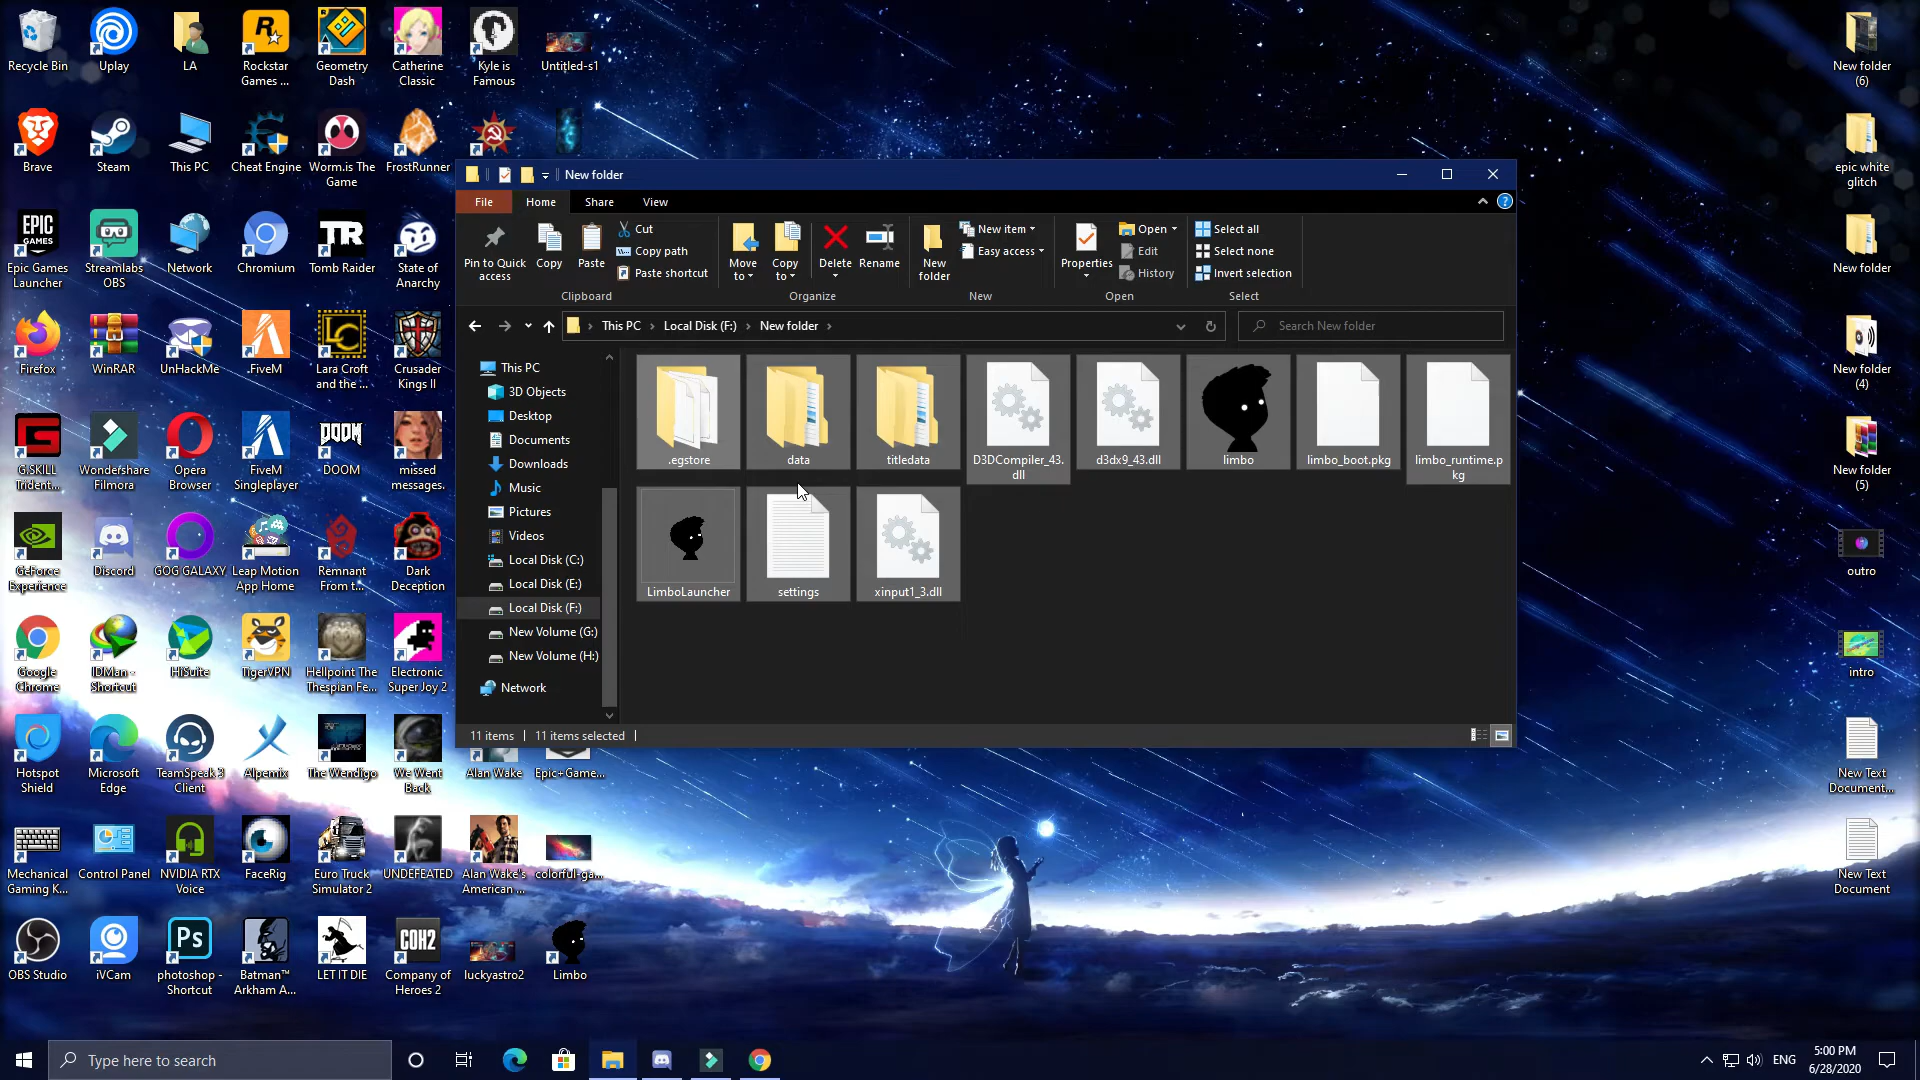 Recycle Bin
Uplay
LA
Rockstar
Games ...
Geometry
Dash
Catherine
Classic
Kyle is
Famous
Untitled-s1
Brave
Steam
This PC
Cheat Engine
Worm.is The
Game
FrostRunner
Epic Games
Launcher
Streamlabs
OBS
Network
Chromium
Tomb Raider
State of
Anarchy
Firefox
WinRAR
UnHackMe
FiveM
Lara Croft
and the ...
Crusader
Kings II
G.SKILL
Trident...
Wondershare
Filmora
Opera
Browser
FiveM
Singleplayer
DOOM
missed
messages.
GeForce
Experience
Discord
GOG GALAXY
Leap Motion
App Home
Remnant
From t...
Dark
Deception
Google
Chrome
IDMan -
Shortcut
HiSuite
TigerVPN
Hellpoint The
Thespian Fe...
Electronic
Super Joy 2
Hotspot
Shield
Microsoft
Edge
TeamSpeak 3
Client
Alpemix
The Wendigo
We Went
Back
Alan Wake
Epic+Game...
Mechanical
Gaming K...
Control Panel
NVIDIA RTX
Voice
FaceRig
Euro Truck
Simulator 2
UNDEFEATED
Alan Wake's
American ...
colorful-ga...
OBS Studio
iVCam
photoshop -
Shortcut
Batman™
Arkham A...
LET IT DIE
Company of
Heroes 2
luckyastro2
Limbo
EPIC
GAMES
TR
LC
DOOM
Ps
COH2
New folder
File
Home
Share
View
Pin to Quick
access
Copy
Paste
Cut
Copy path
Paste shortcut
Clipboard
Move
to
Copy
to
Delete
Rename
Organize
New
folder
New item
Easy access
New
Properties
Open
Edit
History
Open
Select all
Select none
Invert selection
Select
This PC
Local Disk (F:)
New folder
Search New folder
This PC
3D Objects
Desktop
Documents
Downloads
Music
Pictures
Videos
Local Disk (C:)
Local Disk (E:)
Local Disk (F:)
New Volume (G:)
New Volume (H:)
Network
.egstore
data
titledata
D3DCompiler_43.
dll
d3dx9_43.dll
limbo
limbo_boot.pkg
limbo_runtime.p
kg
LimboLauncher
settings
xinput1_3.dll
11 items
11 items selected
New folder
(6)
epic white
glitch
New folder
New folder
(4)
New folder
(5)
outro
intro
New Text
Document...
New Text
Document
Type here to search
ENG
5:00 PM
6/28/2020